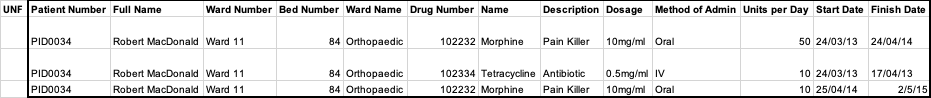 UNF Patient Number Full Name Ward Number Bed Number Ward Name Drug Number Name Description Dosage Method of Admin Units per Day Start Date Finish Date
PID0034 Robert MacDonald Ward 11 84 Orthopaedic 102232 Morphine Pain Killer 10mg/ml Oral 50 24/03/13 24/04/14
PID0034 Robert MacDonald Ward 11 84 Orthopaedic 102334 Tetracycline Antibiotic 0.5mg/ml IV 10 24/03/13 17/04/13
PID0034 Robert MacDonald Ward 11 84 Orthopaedic 102232 Morphine Pain Killer 10mg/ml Oral 10 25/04/14 2/5/15